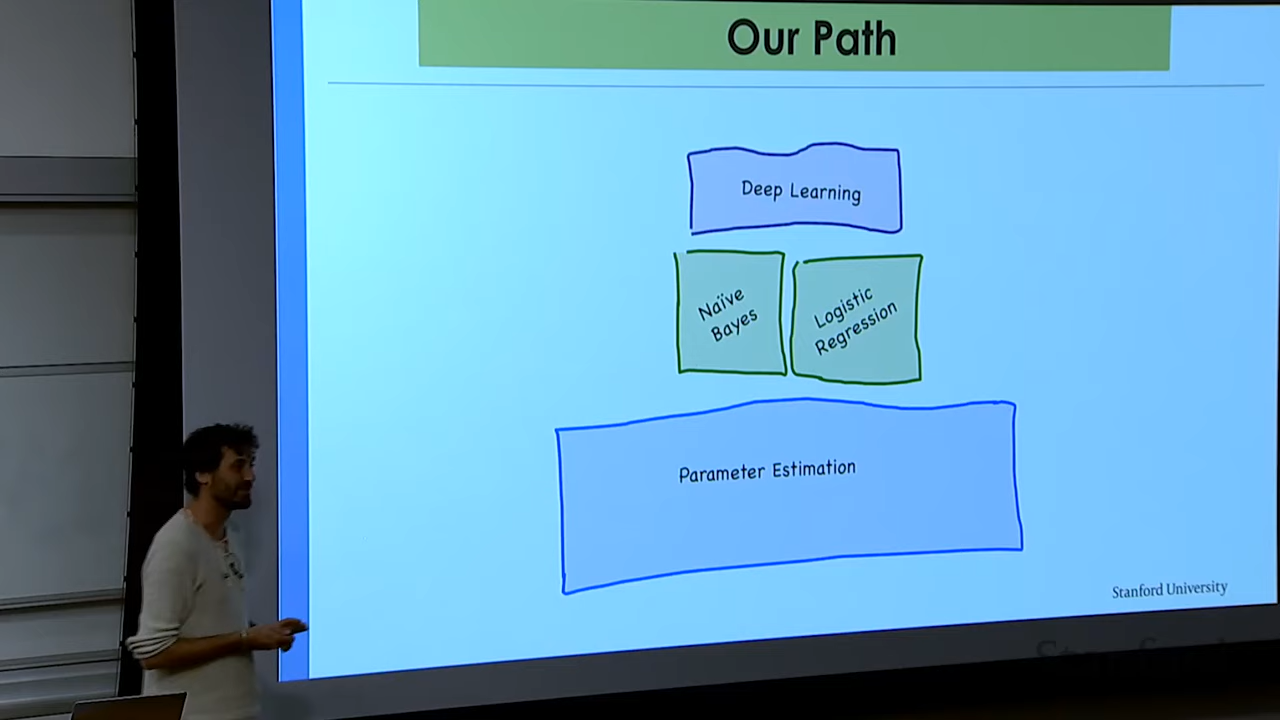 Our Path
Deep Learning
Naïve
Bayes
Logistic
Regression
Parameter Estimation
Stanford University